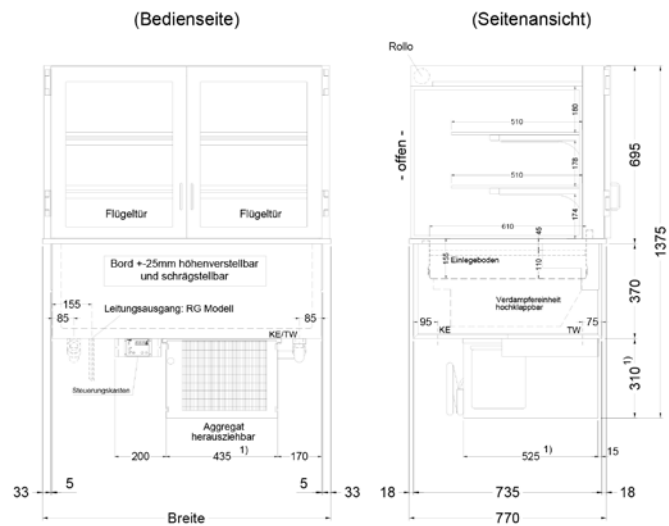 (Bedienseite)
(Seitenansicht)
Rollo
- offen -
510
180
510
178
174
610
45
695
1375
Flügeltür
Flügeltür
Bord +-25mm höhenverstellbar
und schrägstellbar
155
Leitungsausgang: RG Modell
85
85
KE/TW
Steuerungskasten
Aggregat
herausziehbar
200
435 1)
170
33
5
5
33
Breite
155
Einlegeboden
110
Verdampfereinheit
hochklappbar
95
KE
TW
75
370
310 1)
525 1)
15
18
735
18
770